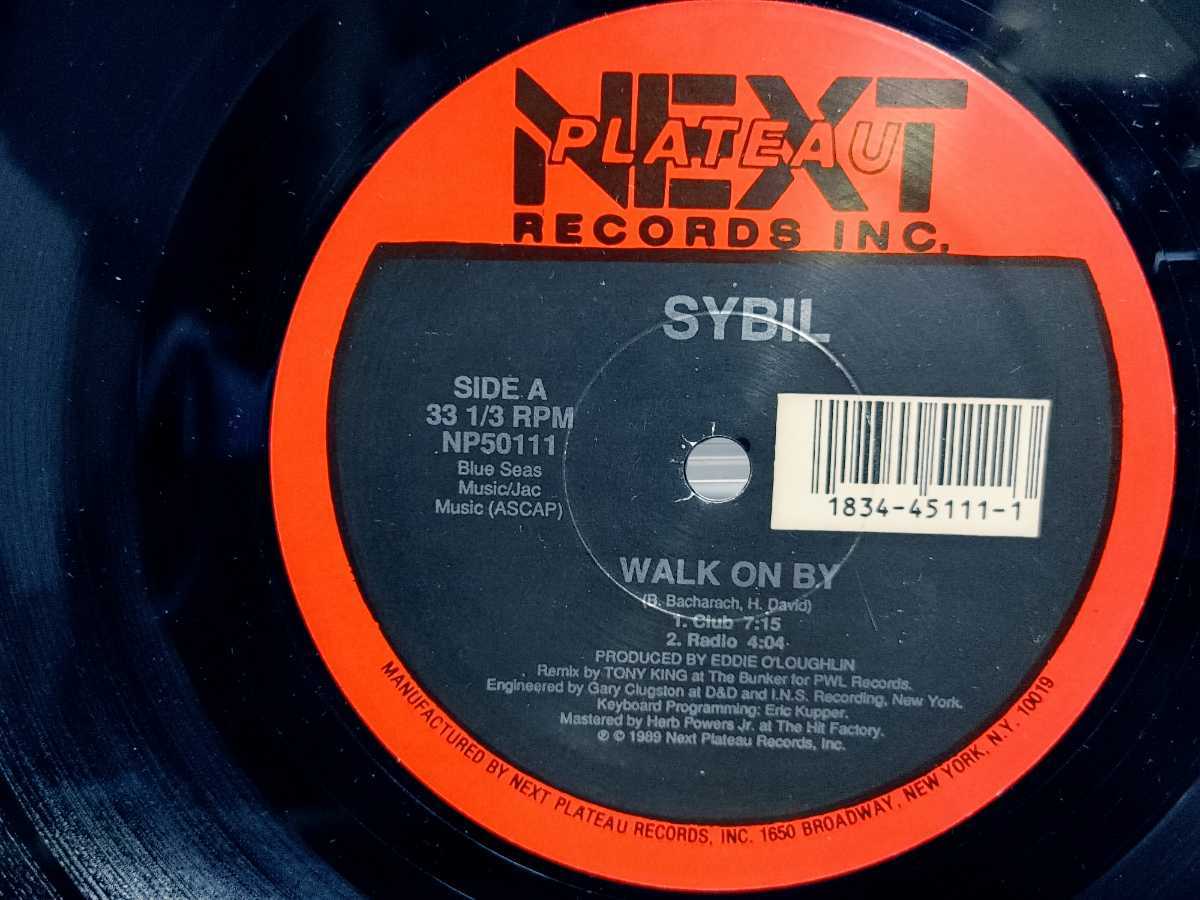 NEXT
PLATEAU
RECORDS INC.
SYBIL
SIDE A
33 1/3 RPM
NP50111
Blue Seas
Music/Jac
Music (ASCAP)
1834-45111-1
WALK ON BY
(B. Bacharach, H. David)
1. Club 7:15
2. Radio 4:04
PRODUCED BY EDDIE O'LOUGHLIN
Remix by TONY KING at The Bunker for PWL Records.
Engineered by Gary Clugston at D&D and I.N.S. Recording, New York.
Keyboard Programming: Eric Kupper.
Mastered by Herb Powers Jr. at The Hit Factory.
℗ © 1989 Next Plateau Records, Inc.
MANUFACTURED BY NEXT PLATEAU RECORDS, INC. 1650 BROADWAY, NEW YORK, N.Y. 10019